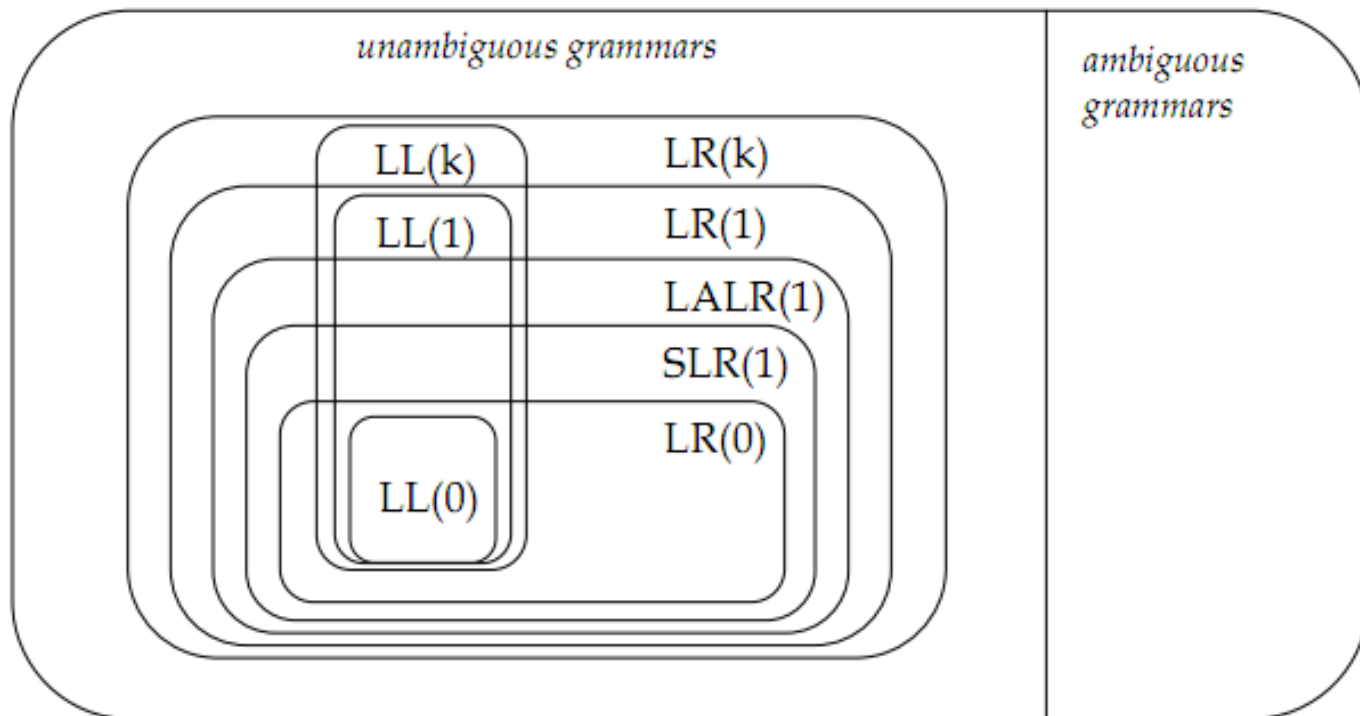 unambiguous grammars
ambiguous
grammars
LL(k)
LR(k)
LL(1)
LR(1)
LALR(1)
SLR(1)
LR(0)
LL(0)